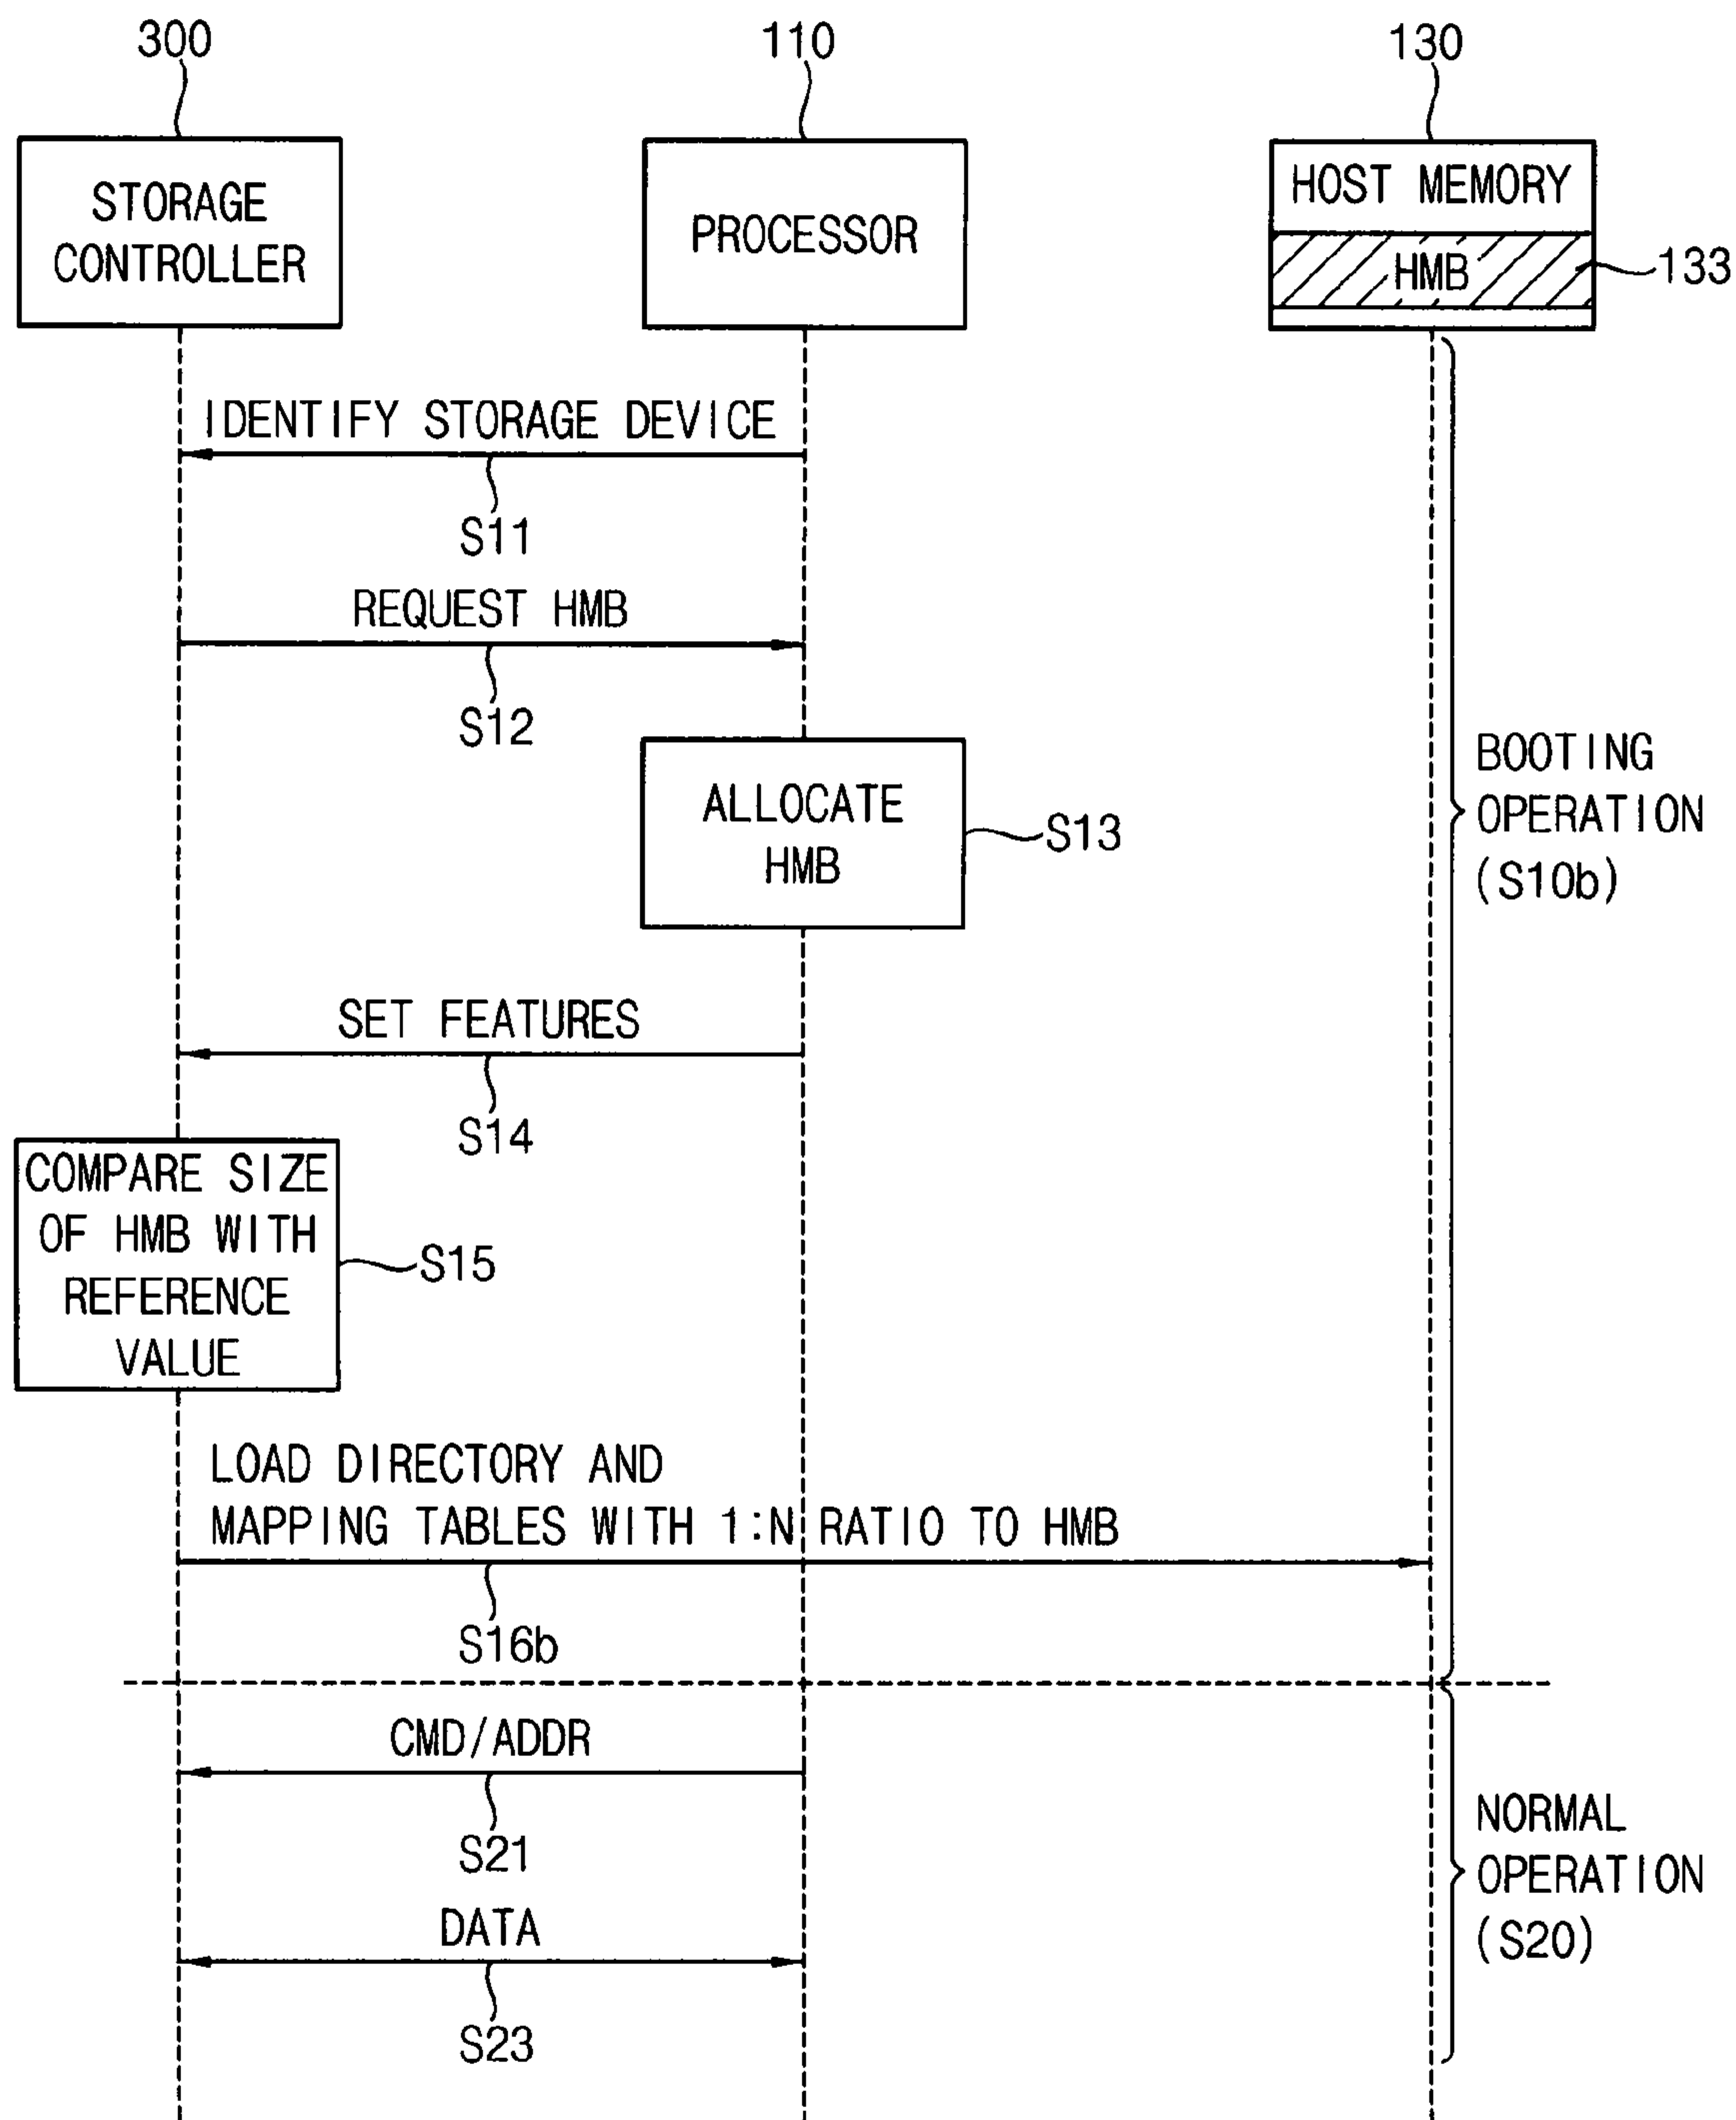 300
110
130
STORAGE
CONTROLLER
PROCESSOR
HOST MEMORY
HMB
133
IDENTIFY STORAGE DEVICE
S11
REQUEST HMB
S12
ALLOCATE
HMB
S13
BOOTING
OPERATION
(S10b)
SET FEATURES
S14
COMPARE SIZE
OF HMB WITH
REFERENCE
VALUE
S15
LOAD DIRECTORY AND
MAPPING TABLES WITH 1:N RATIO TO HMB
S16b
CMD/ADDR
S21
DATA
S23
NORMAL
OPERATION
(S20)